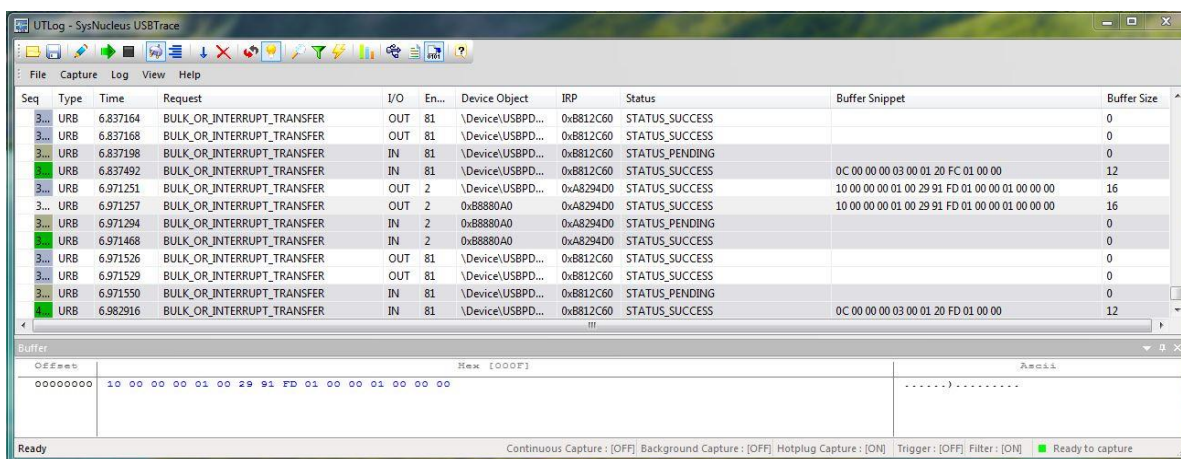 UTLog - SysNucleus USBTrace
File Capture Log View Help
Seq Type Time Request I/O En... Device Object IRP Status Buffer Snippet Buffer Size
3... URB 6.837164 BULK_OR_INTERRUPT_TRANSFER OUT 81 \Device\USBPD... 0xB812C60 STATUS_SUCCESS 0
3... URB 6.837168 BULK_OR_INTERRUPT_TRANSFER OUT 81 \Device\USBPD... 0xB812C60 STATUS_SUCCESS 0
3... URB 6.837198 BULK_OR_INTERRUPT_TRANSFER IN 81 \Device\USBPD... 0xB812C60 STATUS_PENDING 0
3... URB 6.837492 BULK_OR_INTERRUPT_TRANSFER IN 81 \Device\USBPD... 0xB812C60 STATUS_SUCCESS 0C 00 00 00 03 00 01 20 FC 01 00 00 12
3... URB 6.971251 BULK_OR_INTERRUPT_TRANSFER OUT 2 \Device\USBPD... 0xA8294D0 STATUS_SUCCESS 10 00 00 00 01 00 29 91 FD 01 00 00 01 00 00 00 16
3... URB 6.971257 BULK_OR_INTERRUPT_TRANSFER OUT 2 0xB8880A0 0xA8294D0 STATUS_SUCCESS 10 00 00 00 01 00 29 91 FD 01 00 00 01 00 00 00 16
3... URB 6.971294 BULK_OR_INTERRUPT_TRANSFER IN 2 0xB8880A0 0xA8294D0 STATUS_PENDING 0
3... URB 6.971468 BULK_OR_INTERRUPT_TRANSFER IN 2 0xB8880A0 0xA8294D0 STATUS_SUCCESS 0
3... URB 6.971526 BULK_OR_INTERRUPT_TRANSFER OUT 81 \Device\USBPD... 0xB812C60 STATUS_SUCCESS 0
3... URB 6.971529 BULK_OR_INTERRUPT_TRANSFER OUT 81 \Device\USBPD... 0xB812C60 STATUS_SUCCESS 0
3... URB 6.971550 BULK_OR_INTERRUPT_TRANSFER IN 81 \Device\USBPD... 0xB812C60 STATUS_PENDING 0
4... URB 6.982916 BULK_OR_INTERRUPT_TRANSFER IN 81 \Device\USBPD... 0xB812C60 STATUS_SUCCESS 0C 00 00 00 03 00 01 20 FD 01 00 00 12
Buffer
Offset Hex [000F] Ascii
00000000 10 00 00 00 01 00 29 91 FD 01 00 00 01 00 00 00 ......).........
Ready Continuous Capture : [OFF] Background Capture : [OFF] Hotplug Capture : [ON] Trigger : [OFF] Filter : [ON] Ready to capture